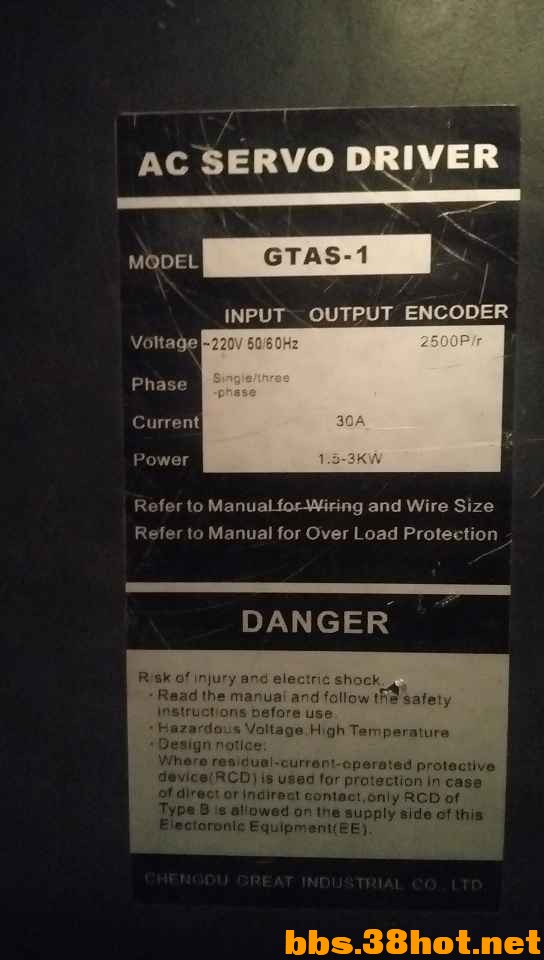 AC SERVO DRIVER
MODEL GTAS-1
INPUT OUTPUT ENCODER
Voltage ~220V 50/60Hz 2500P/r
Phase Single/three
-phase
Current 30A
Power 1.5-3KW
Refer to Manual for Wiring and Wire Size
Refer to Manual for Over Load Protection
DANGER
Risk of injury and electric shock.
· Read the manual and follow the safety
instructions before use.
· Hazardous Voltage.High Temperature
· Design notice:
Where residual-current-operated protective
device(RCD) is used for protection in case
of direct or indirect contact,only RCD of
Type B is allowed on the supply side of this
Electoronic Equipment(EE).
CHENGDU GREAT INDUSTRIAL CO., LTD.
bbs.38hot.net